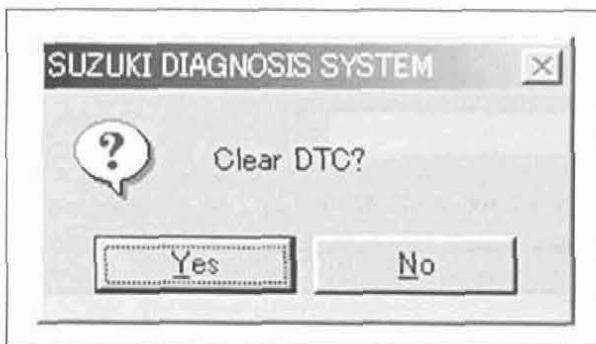 SUZUKI DIAGNOSIS SYSTEM
Clear DTC?
Yes No